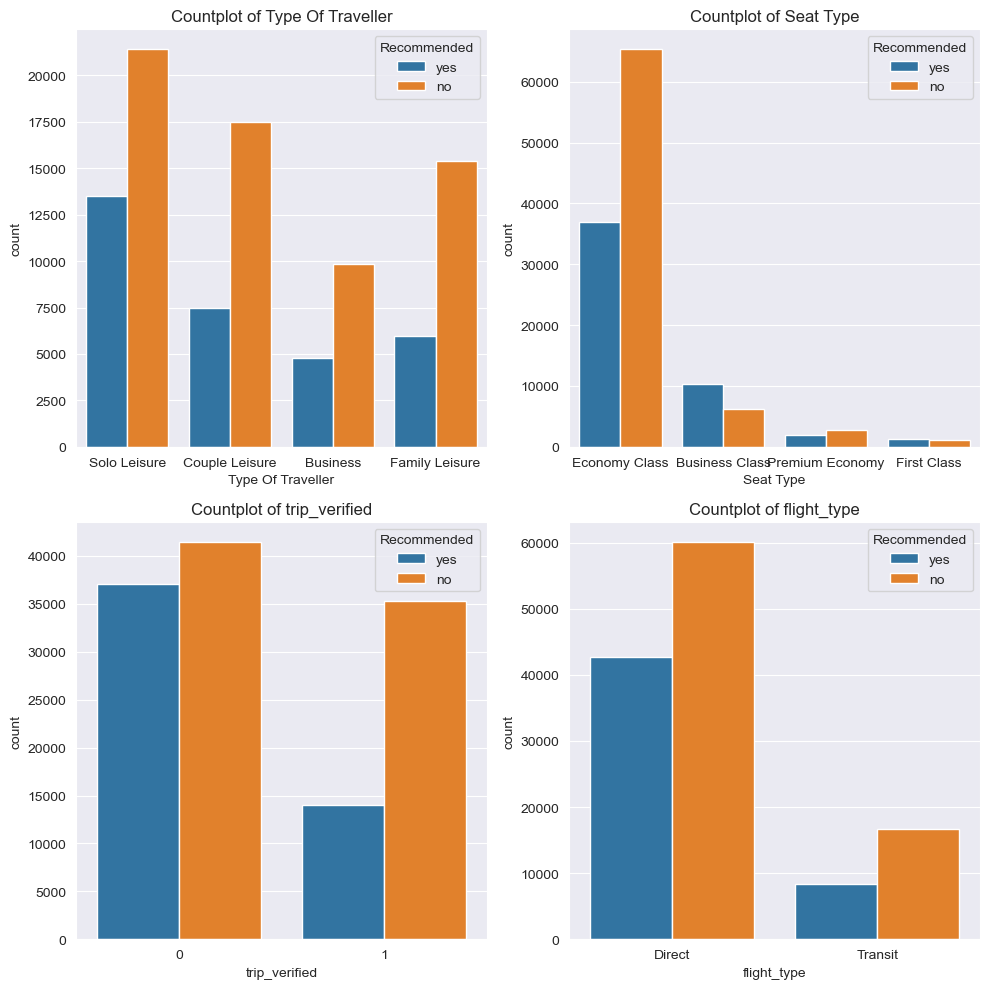 Countplot of Type Of Traveller
Recommended
yes
no
20000
17500
15000
12500
10000
7500
5000
2500
0
count
Solo Leisure Couple Leisure Business Family Leisure
Type Of Traveller
Countplot of Seat Type
Recommended
yes
no
60000
50000
40000
30000
20000
10000
0
count
Economy Class Business Class Premium Economy First Class
Seat Type
Countplot of trip_verified
Recommended
yes
no
40000
35000
30000
25000
20000
15000
10000
5000
0
count
0 1
trip_verified
Countplot of flight_type
Recommended
yes
no
60000
50000
40000
30000
20000
10000
0
count
Direct Transit
flight_type